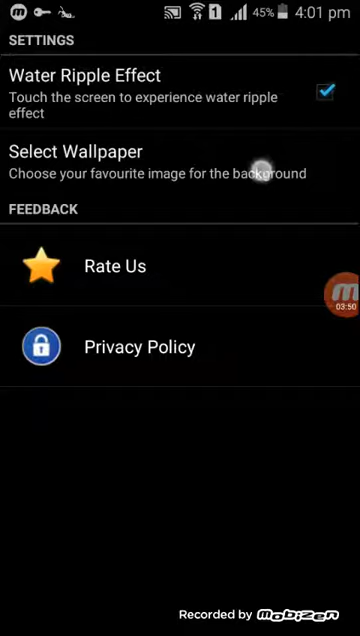 45% 4:01 pm
SETTINGS
Water Ripple Effect
Touch the screen to experience water ripple
effect
Select Wallpaper
Choose your favourite image for the background
FEEDBACK
Rate Us
03:50
Privacy Policy
Recorded by mobizen